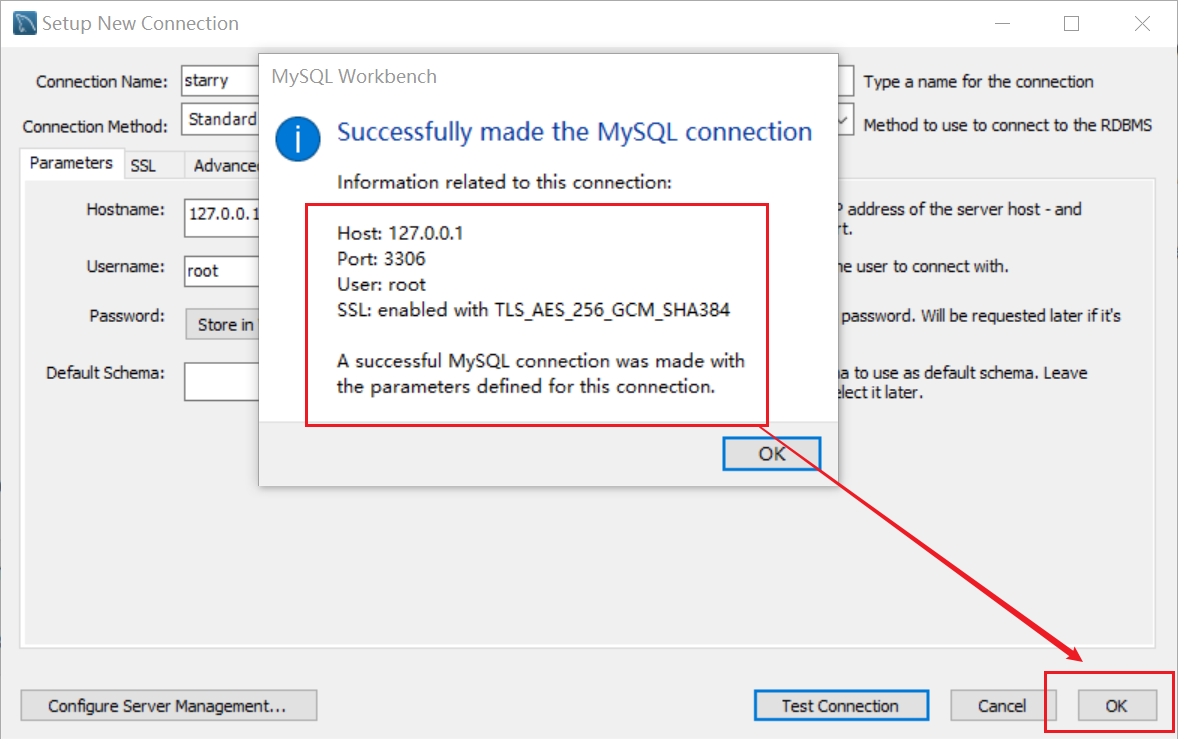 Setup New Connection
Connection Name: starry
Type a name for the connection
Connection Method: Standard
Method to use to connect to the RDBMS
Parameters SSL Advanced
MySQL Workbench
Successfully made the MySQL connection
Information related to this connection:
Host: 127.0.0.1
Port: 3306
User: root
SSL: enabled with TLS_AES_256_GCM_SHA384
A successful MySQL connection was made with
the parameters defined for this connection.
OK
Hostname: 127.0.0.1
address of the server host - and
Username: root
user to connect with.
Password: Store in
password. Will be requested later if it's
Default Schema:
to use as default schema. Leave
it later.
Configure Server Management...
Test Connection
Cancel
OK